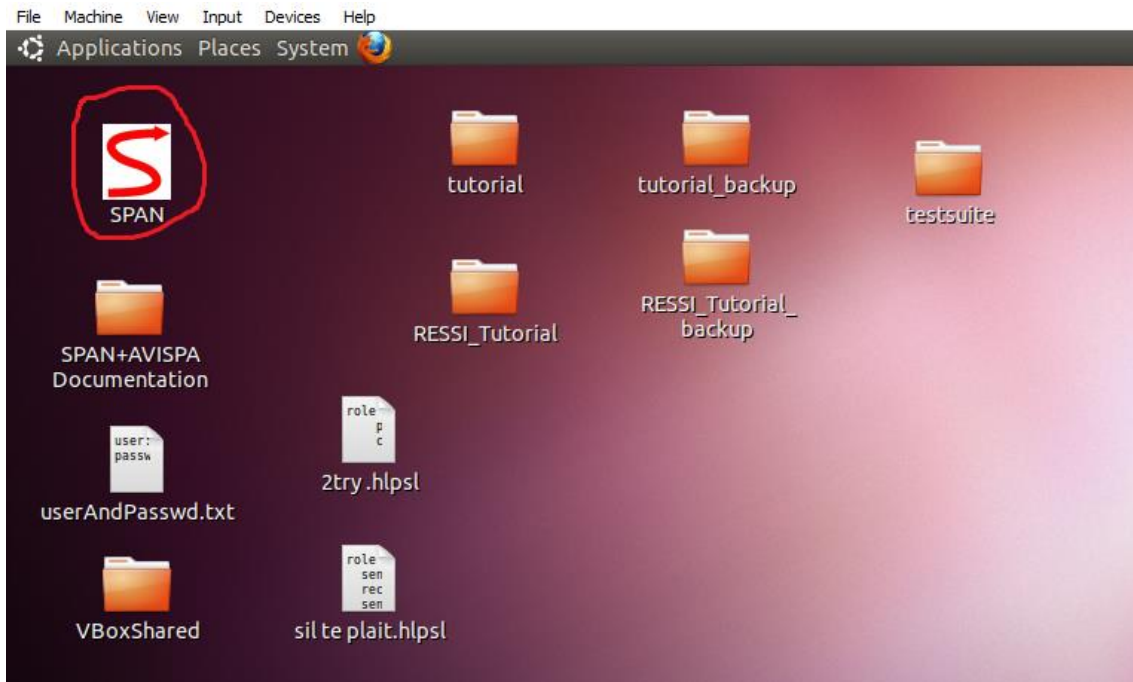 File Machine View Input Devices Help
Applications Places System
SPAN
tutorial
tutorial_backup
testsuite
SPAN+AVISPA
Documentation
RESSI_Tutorial
RESSI_Tutorial_
backup
user:
passw
userAndPasswd.txt
role
p
c
2try .hlpsl
VBoxShared
role
sen
rec
sen
sil te plait.hlpsl